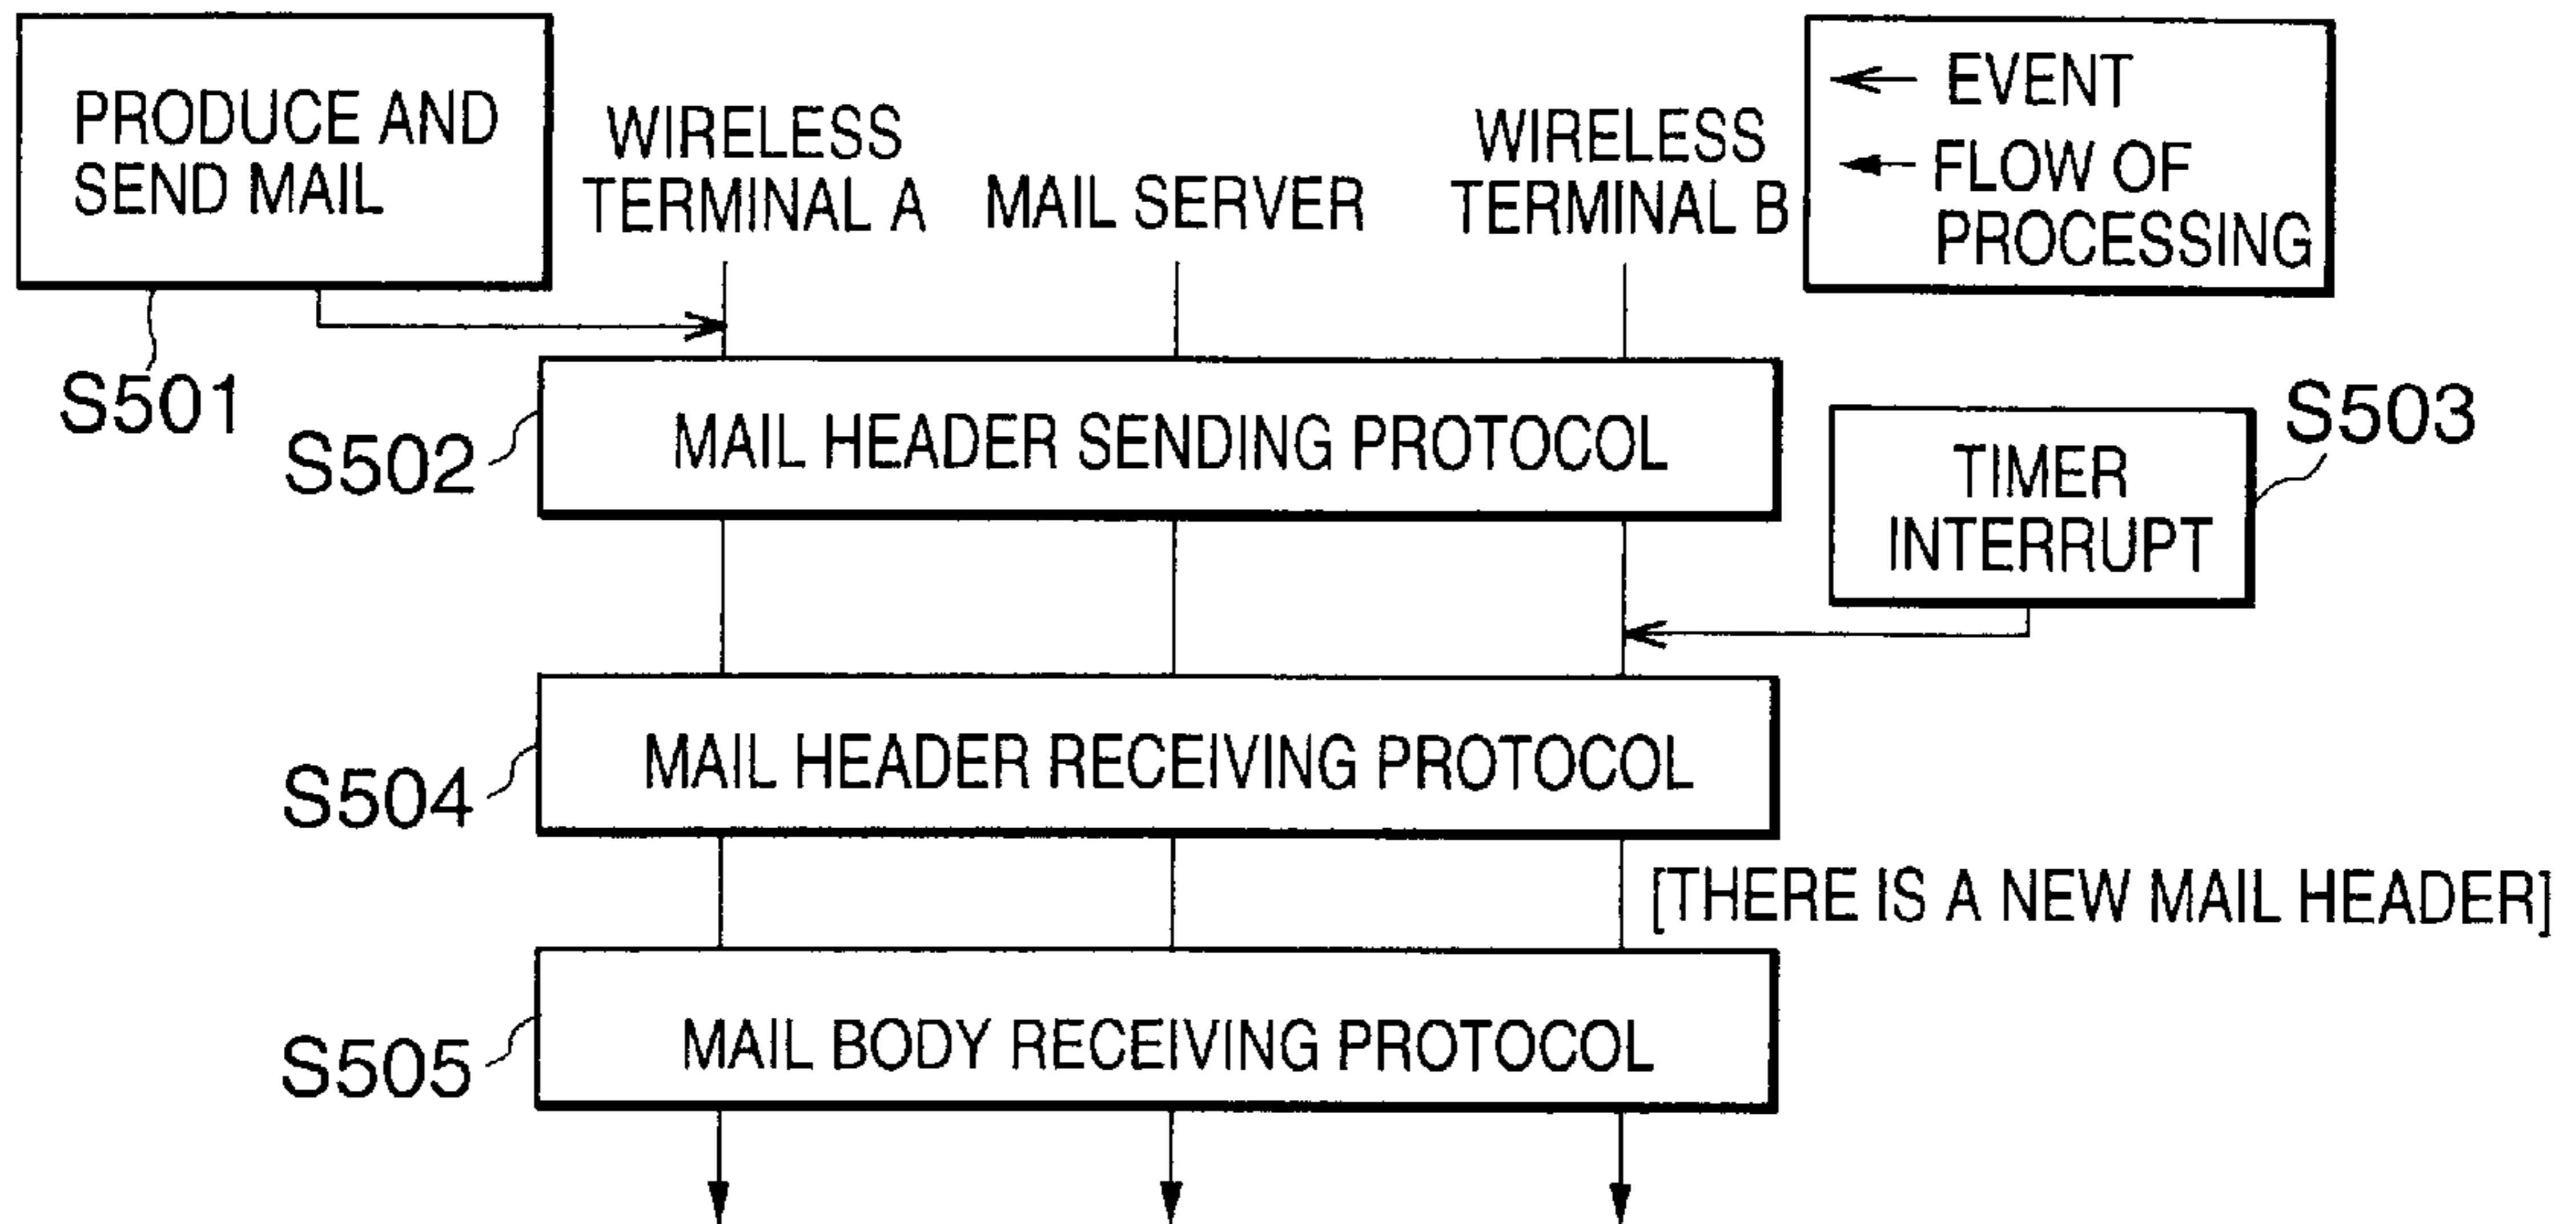 PRODUCE AND
SEND MAIL
WIRELESS
TERMINAL A
MAIL SERVER
WIRELESS
TERMINAL B
EVENT
FLOW OF
PROCESSING
S501
S502
MAIL HEADER SENDING PROTOCOL
TIMER
INTERRUPT
S503
S504
MAIL HEADER RECEIVING PROTOCOL
[THERE IS A NEW MAIL HEADER]
S505
MAIL BODY RECEIVING PROTOCOL